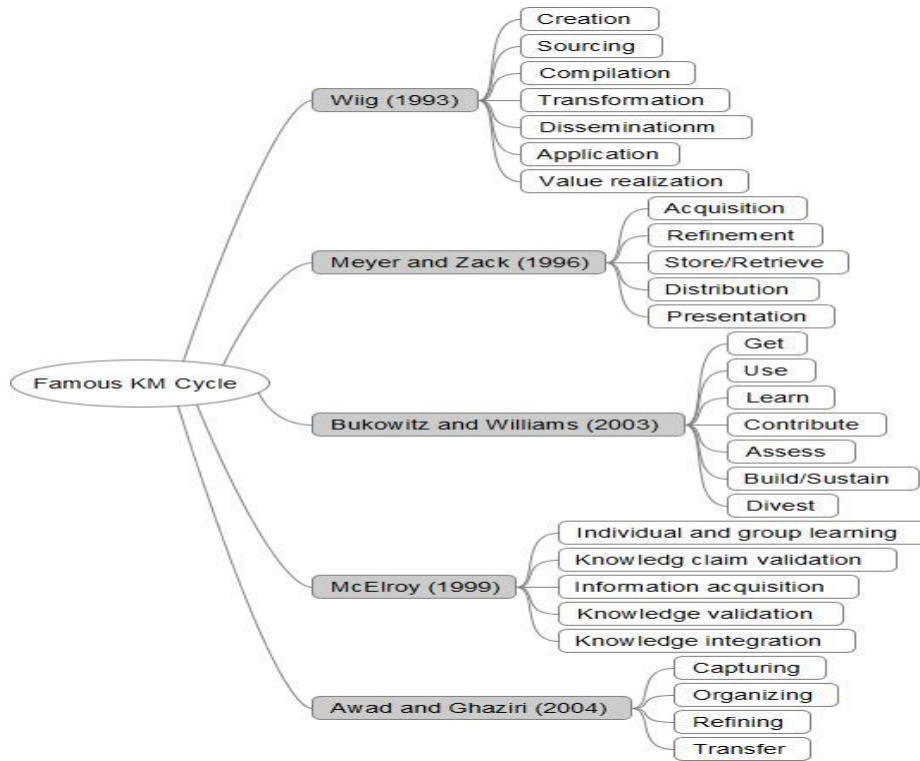 Famous KM Cycle
Wiig (1993)
Creation
Sourcing
Compilation
Transformation
Disseminationm
Application
Value realization
Meyer and Zack (1996)
Acquisition
Refinement
Store/Retrieve
Distribution
Presentation
Bukowitz and Williams (2003)
Get
Use
Learn
Contribute
Assess
Build/Sustain
Divest
McElroy (1999)
Individual and group learning
Knowledg claim validation
Information acquisition
Knowledge validation
Knowledge integration
Awad and Ghaziri (2004)
Capturing
Organizing
Refining
Transfer